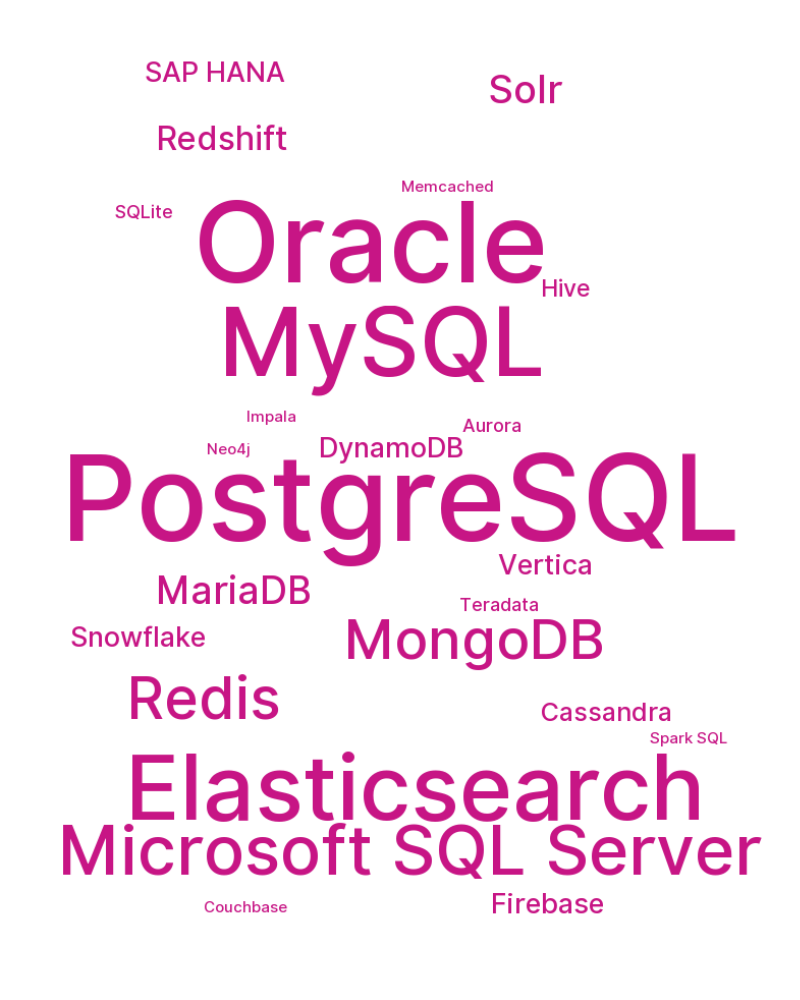 SAP HANA
Solr
Redshift
Memcached
SQLite
Oracle
Hive
MySQL
Impala
Aurora
Neo4j
DynamoDB
PostgreSQL
Vertica
MariaDB
Teradata
Snowflake
MongoDB
Redis
Cassandra
Spark SQL
Elasticsearch
Microsoft SQL Server
Couchbase
Firebase